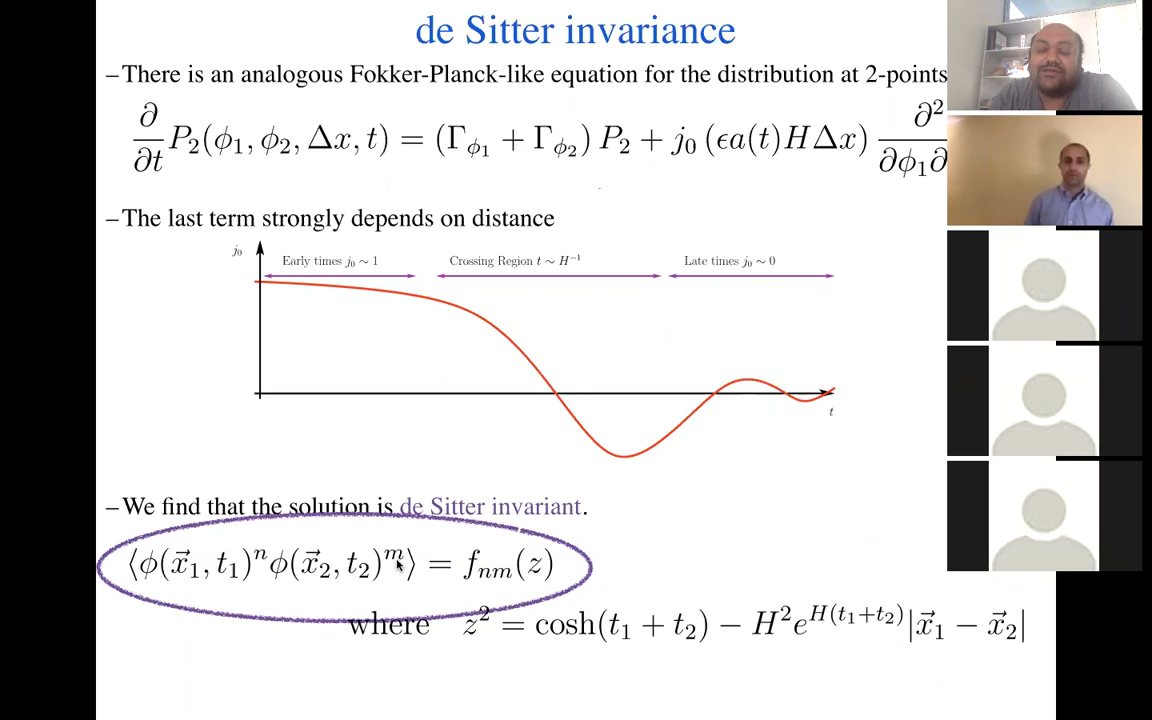 de Sitter invariance
– There is an analogous Fokker-Planck-like equation for the distribution at 2-points
∂/∂t P₂(ϕ₁, ϕ₂, Δx, t) = (Γ_ϕ₁ + Γ_ϕ₂) P₂ + j₀ (ϵa(t)HΔx) ∂²/∂ϕ₁∂
– The last term strongly depends on distance
j₀
Early times j₀ ∼ 1
Crossing Region t ∼ H⁻¹
Late times j₀ ∼ 0
t
– We find that the solution is de Sitter invariant.
⟨ϕ(x⃗₁, t₁)ⁿϕ(x⃗₂, t₂)ᵐ⟩ = fₙₘ(z)
where z² = cosh(t₁ + t₂) − H²e^{H(t₁+t₂)}|x⃗₁ − x⃗₂|